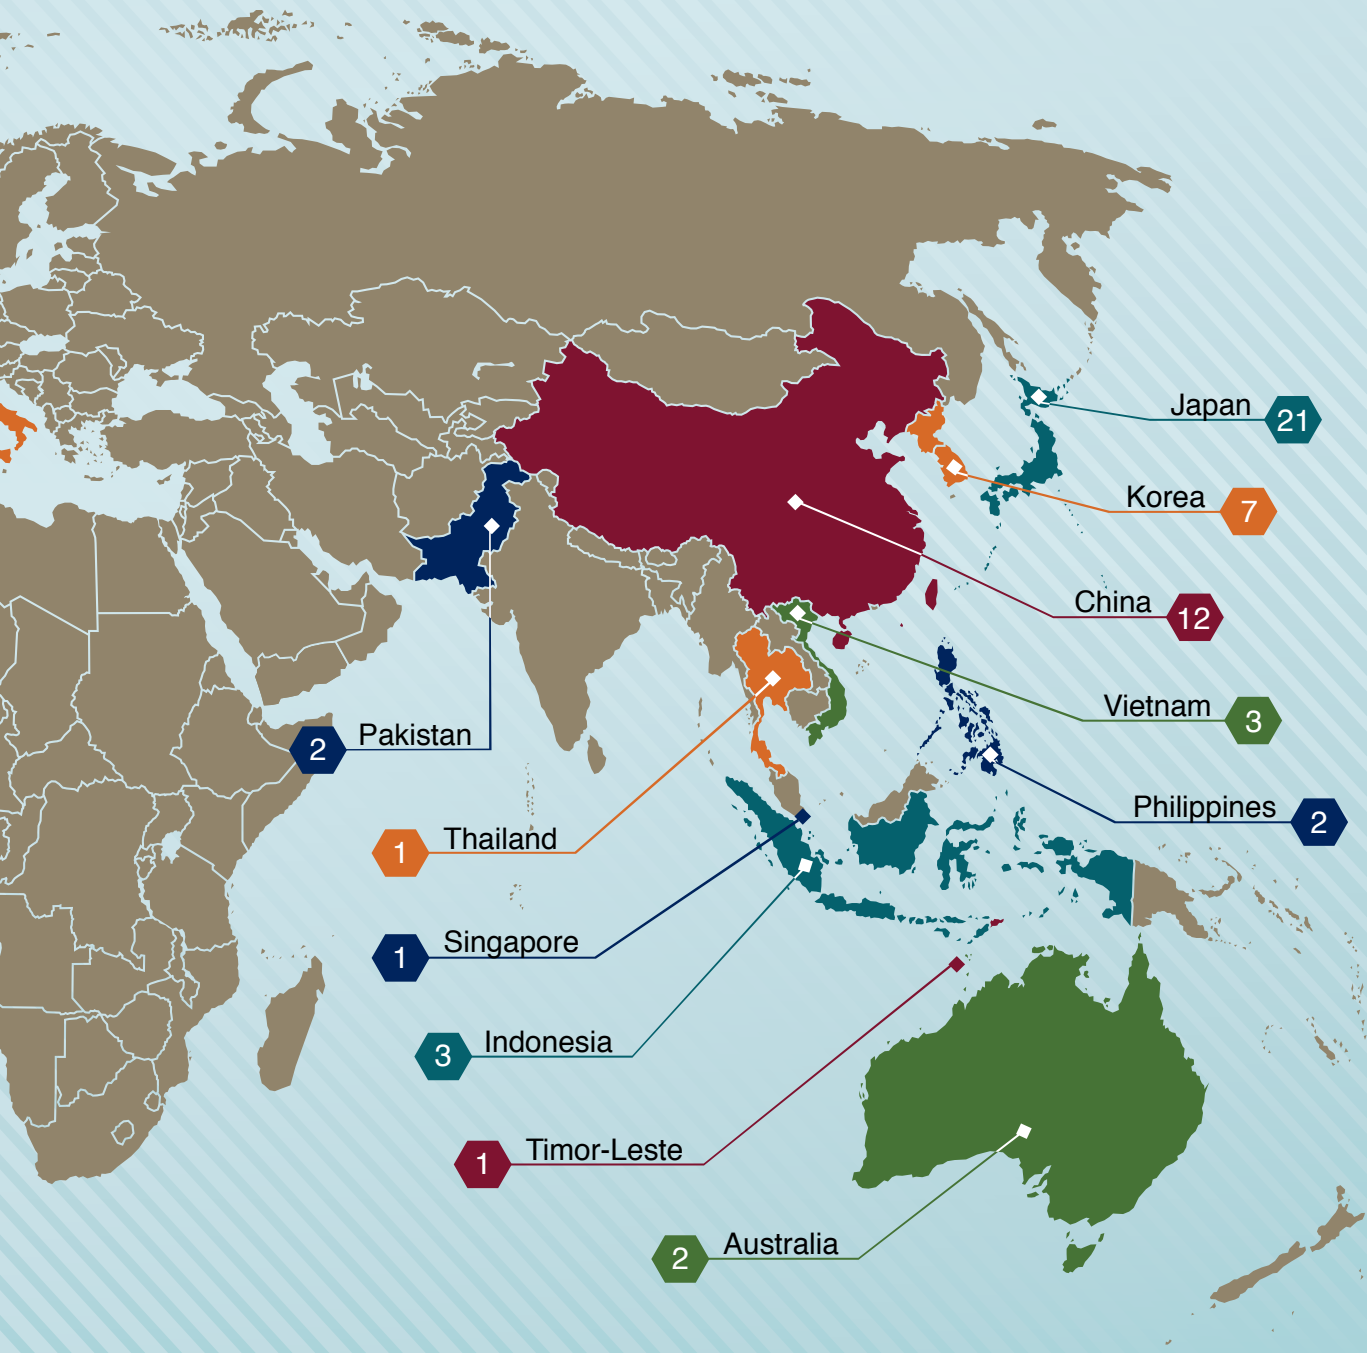 Japan 21
Korea 7
China 12
Vietnam 3
2 Pakistan
Philippines 2
1 Thailand
1 Singapore
3 Indonesia
1 Timor-Leste
2 Australia